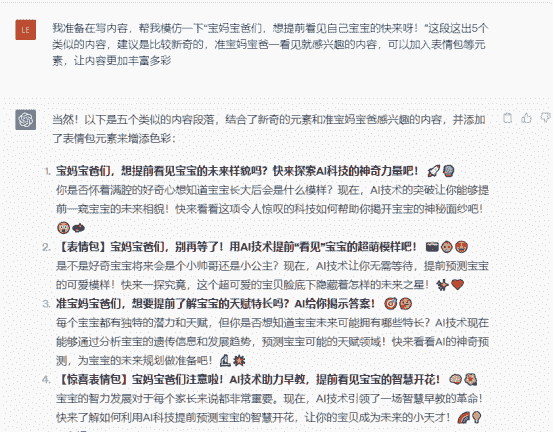 LE
我准备在写内容，帮我模仿一下“宝妈宝爸们，想提前看见自己宝宝的快来呀！”这段这出5个
类似的内容，建议是比较新奇的，准宝妈宝爸一看见就感兴趣的内容，可以加入表情包等元
素，让内容更加丰富多彩
当然！以下是五个类似的内容段落，结合了新奇的元素和准宝妈宝爸感兴趣的内容，并添加
了表情包元素来增添色彩：
1. 宝妈宝爸们，想提前看见宝宝的未来样貌吗？快来探索AI科技的神奇力量吧！
你是否怀着满腔的好奇心想知道宝宝长大后会是什么模样？现在，AI技术的突破让你能够提
前一窥宝宝的未来相貌！快来看看这项令人惊叹的科技如何帮助你揭开宝宝的神秘面纱吧！
2. 【表情包】宝妈宝爸们，别再等了！用AI技术提前“看见”宝宝的超萌模样吧！
是不是好奇宝宝将来会是个小帅哥还是小公主？现在，AI技术让你无需等待，提前预测宝宝
的可爱模样！快来一探究竟，这个超可爱的宝贝脸底下隐藏着怎样的未来之星！
3. 准宝妈宝爸们，想要提前了解宝宝的天赋特长吗？AI给你揭示答案！
每个宝宝都有独特的潜力和天赋，但你是否想知道宝宝未来可能拥有哪些特长？AI技术现在
能够通过分析宝宝的遗传信息和发展趋势，预测宝宝可能的天赋领域！快来看看AI的神奇预
测，为宝宝的未来规划做准备吧！
4. 【惊喜表情包】宝妈宝爸们注意啦！AI技术助力早教，提前看见宝宝的智慧开花！
宝宝的智力发展对于每个家长来说都非常重要。现在，AI技术引领了一场智慧早教的革命！
快来了解如何利用AI科技提前预测宝宝的智慧开花，让你的宝贝成为未来的小天才！